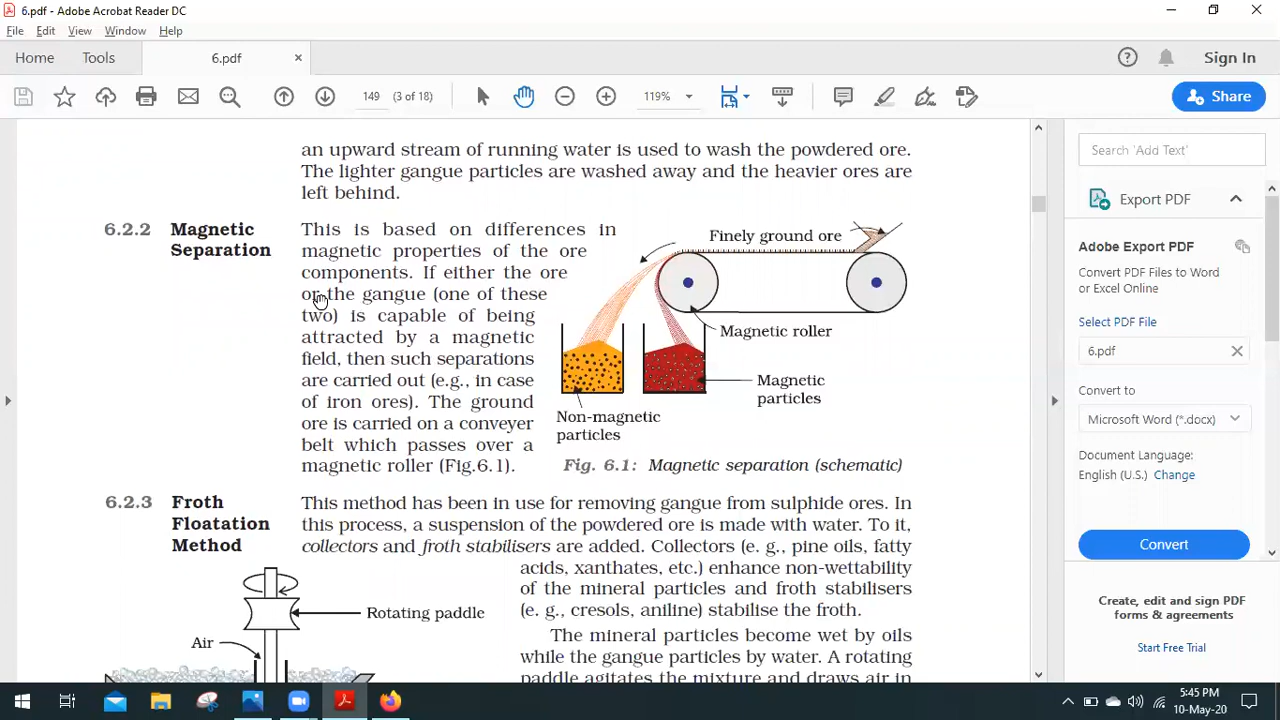 6.pdf - Adobe Acrobat Reader DC
File Edit View Window Help
Home Tools 6.pdf × Sign In
149 (3 of 18) 119% Share
an upward stream of running water is used to wash the powdered ore.
The lighter gangue particles are washed away and the heavier ores are
left behind.
6.2.2 Magnetic
Separation
This is based on differences in
magnetic properties of the ore
components. If either the ore
or the gangue (one of these
two) is capable of being
attracted by a magnetic
field, then such separations
are carried out (e.g., in case
of iron ores). The ground
ore is carried on a conveyer
belt which passes over a
magnetic roller (Fig.6.1).
Finely ground ore
Magnetic roller
Magnetic
particles
Non-magnetic
particles
Fig. 6.1: Magnetic separation (schematic)
6.2.3 Froth
Floatation
Method
This method has been in use for removing gangue from sulphide ores. In
this process, a suspension of the powdered ore is made with water. To it,
collectors and froth stabilisers are added. Collectors (e. g., pine oils, fatty
acids, xanthates, etc.) enhance non-wettability
of the mineral particles and froth stabilisers
(e. g., cresols, aniline) stabilise the froth.
The mineral particles become wet by oils
while the gangue particles by water. A rotating
paddle agitates the mixture and draws air in
Rotating paddle
Air
Search 'Add Text'
Export PDF
Adobe Export PDF
Convert PDF Files to Word
or Excel Online
Select PDF File
6.pdf
Convert to
Microsoft Word (*.docx)
Document Language:
English (U.S.) Change
Convert
Create, edit and sign PDF
forms & agreements
Start Free Trial
5:45 PM
10-May-20